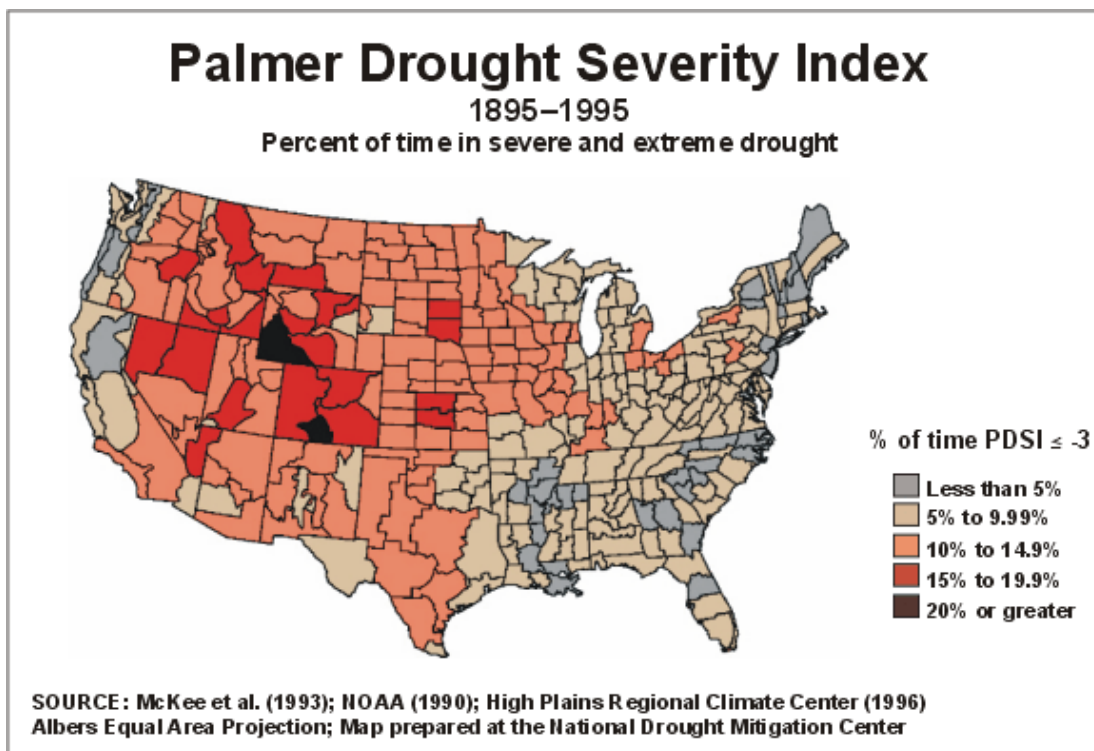 Palmer Drought Severity Index
1895–1995
Percent of time in severe and extreme drought
% of time PDSI ≤ -3
Less than 5%
5% to 9.99%
10% to 14.9%
15% to 19.9%
20% or greater
SOURCE: McKee et al. (1993); NOAA (1990); High Plains Regional Climate Center (1996)
Albers Equal Area Projection; Map prepared at the National Drought Mitigation Center